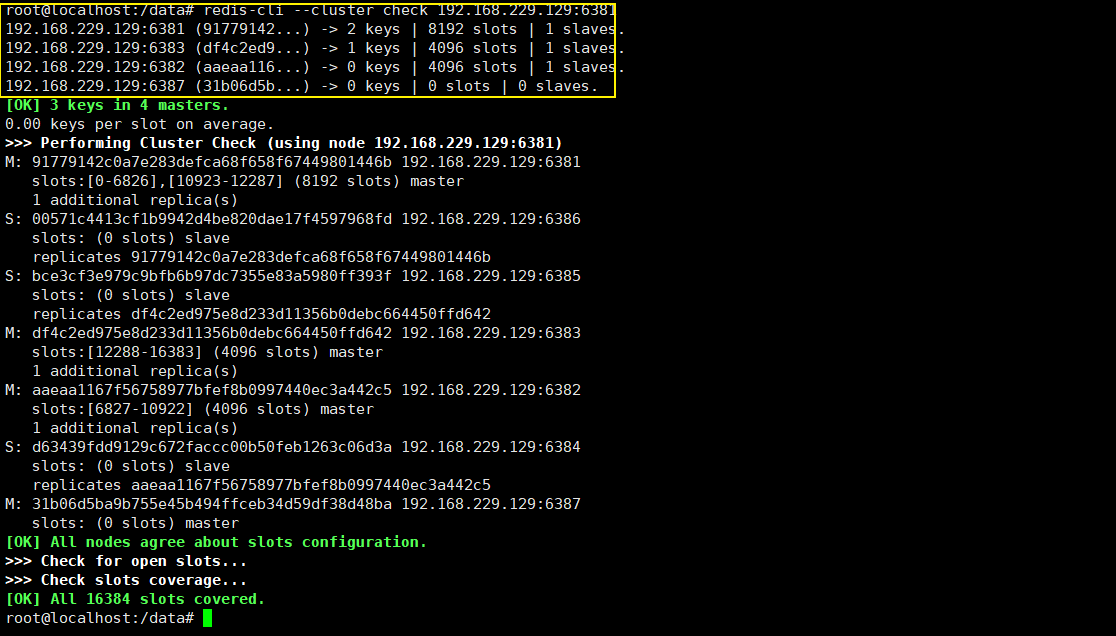 root@localhost:/data# redis-cli --cluster check 192.168.229.129:6381
192.168.229.129:6381 (91779142...) -> 2 keys | 8192 slots | 1 slaves.
192.168.229.129:6383 (df4c2ed9...) -> 1 keys | 4096 slots | 1 slaves.
192.168.229.129:6382 (aaeaa116...) -> 0 keys | 4096 slots | 1 slaves.
192.168.229.129:6387 (31b06d5b...) -> 0 keys | 0 slots | 0 slaves.
[OK] 3 keys in 4 masters.
0.00 keys per slot on average.
>>> Performing Cluster Check (using node 192.168.229.129:6381)
M: 91779142c0a7e283defca68f658f67449801446b 192.168.229.129:6381
   slots:[0-6826],[10923-12287] (8192 slots) master
   1 additional replica(s)
S: 00571c4413cf1b9942d4be820dae17f4597968fd 192.168.229.129:6386
   slots: (0 slots) slave
   replicates 91779142c0a7e283defca68f658f67449801446b
S: bce3cf3e979c9bfb6b97dc7355e83a5980ff393f 192.168.229.129:6385
   slots: (0 slots) slave
   replicates df4c2ed975e8d233d11356b0debc664450ffd642
M: df4c2ed975e8d233d11356b0debc664450ffd642 192.168.229.129:6383
   slots:[12288-16383] (4096 slots) master
   1 additional replica(s)
M: aaeaa1167f56758977bfef8b0997440ec3a442c5 192.168.229.129:6382
   slots:[6827-10922] (4096 slots) master
   1 additional replica(s)
S: d63439fdd9129c672faccc00b50feb1263c06d3a 192.168.229.129:6384
   slots: (0 slots) slave
   replicates aaeaa1167f56758977bfef8b0997440ec3a442c5
M: 31b06d5ba9b755e45b494ffceb34d59df38d48ba 192.168.229.129:6387
   slots: (0 slots) master
[OK] All nodes agree about slots configuration.
>>> Check for open slots...
>>> Check slots coverage...
[OK] All 16384 slots covered.
root@localhost:/data#